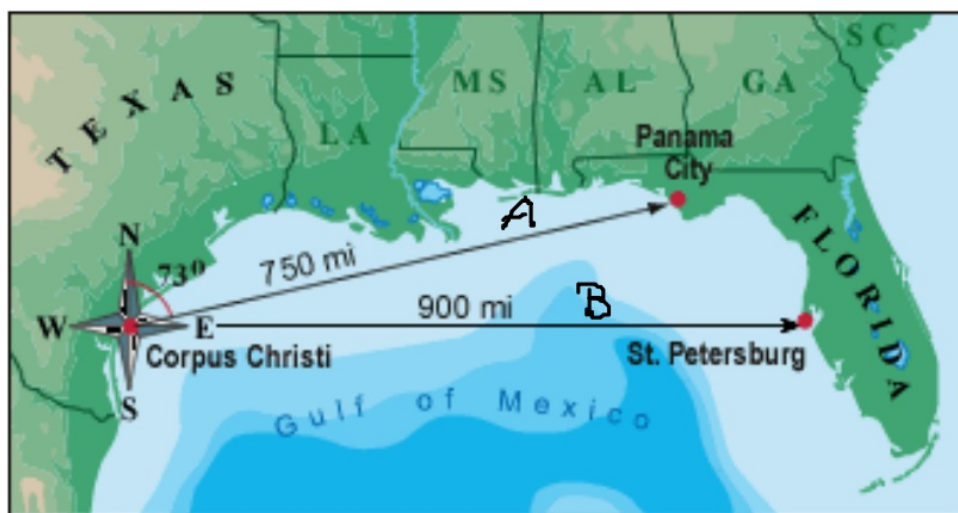 SC
MS
AL
GA
TEXAS
LA
Panama
City
A
FLORIDA
N
73°
750 mi
W
E
900 mi
B
Corpus Christi
St. Petersburg
S
Gulf of Mexico